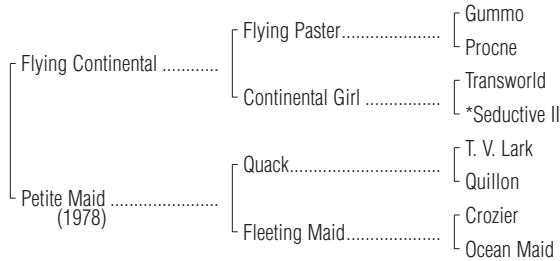 Gummo
Flying Paster....................
Procne
Flying Continental ............
Transworld
Continental Girl ................
*Seductive II
T. V. Lark
Quack...............................
Quillon
Petite Maid .......................
(1978)
Crozier
Fleeting Maid....................
Ocean Maid